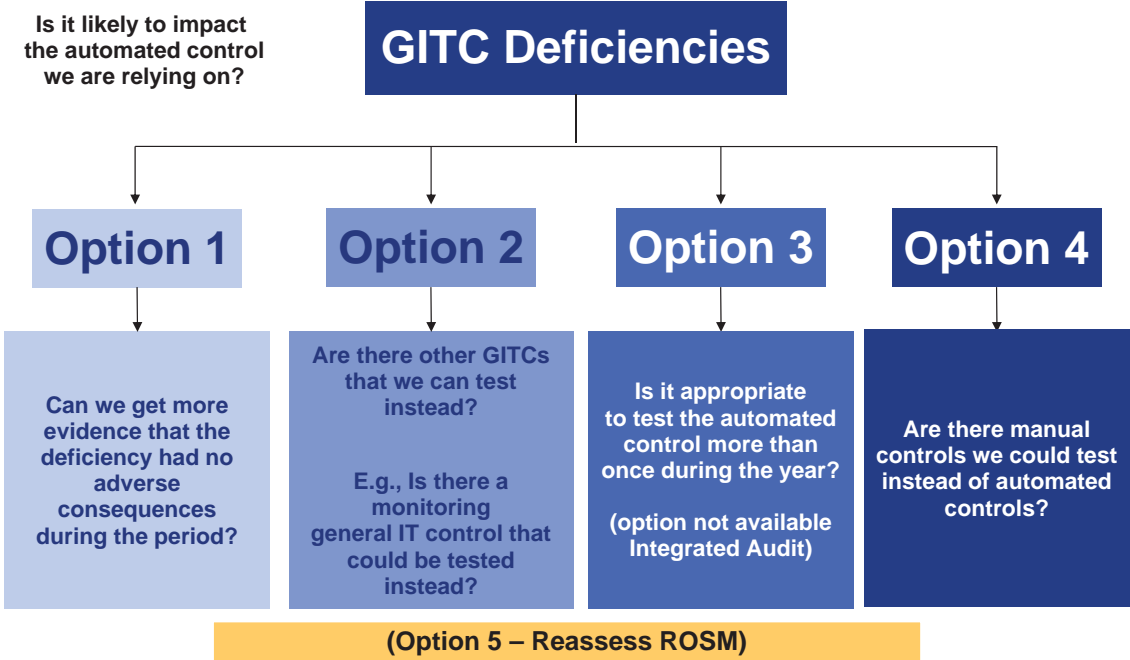 Is it likely to impact
the automated control
we are relying on?
GITC Deficiencies
Option 1
Option 2
Option 3
Option 4
Can we get more
evidence that the
deficiency had no
adverse
consequences
during the period?
Are there other GITCs
that we can test
instead?
E.g., Is there a
monitoring
general IT control that
could be tested
instead?
Is it appropriate
to test the automated
control more than
once during the year?
(option not available
Integrated Audit)
Are there manual
controls we could test
instead of automated
controls?
(Option 5 – Reassess ROSM)